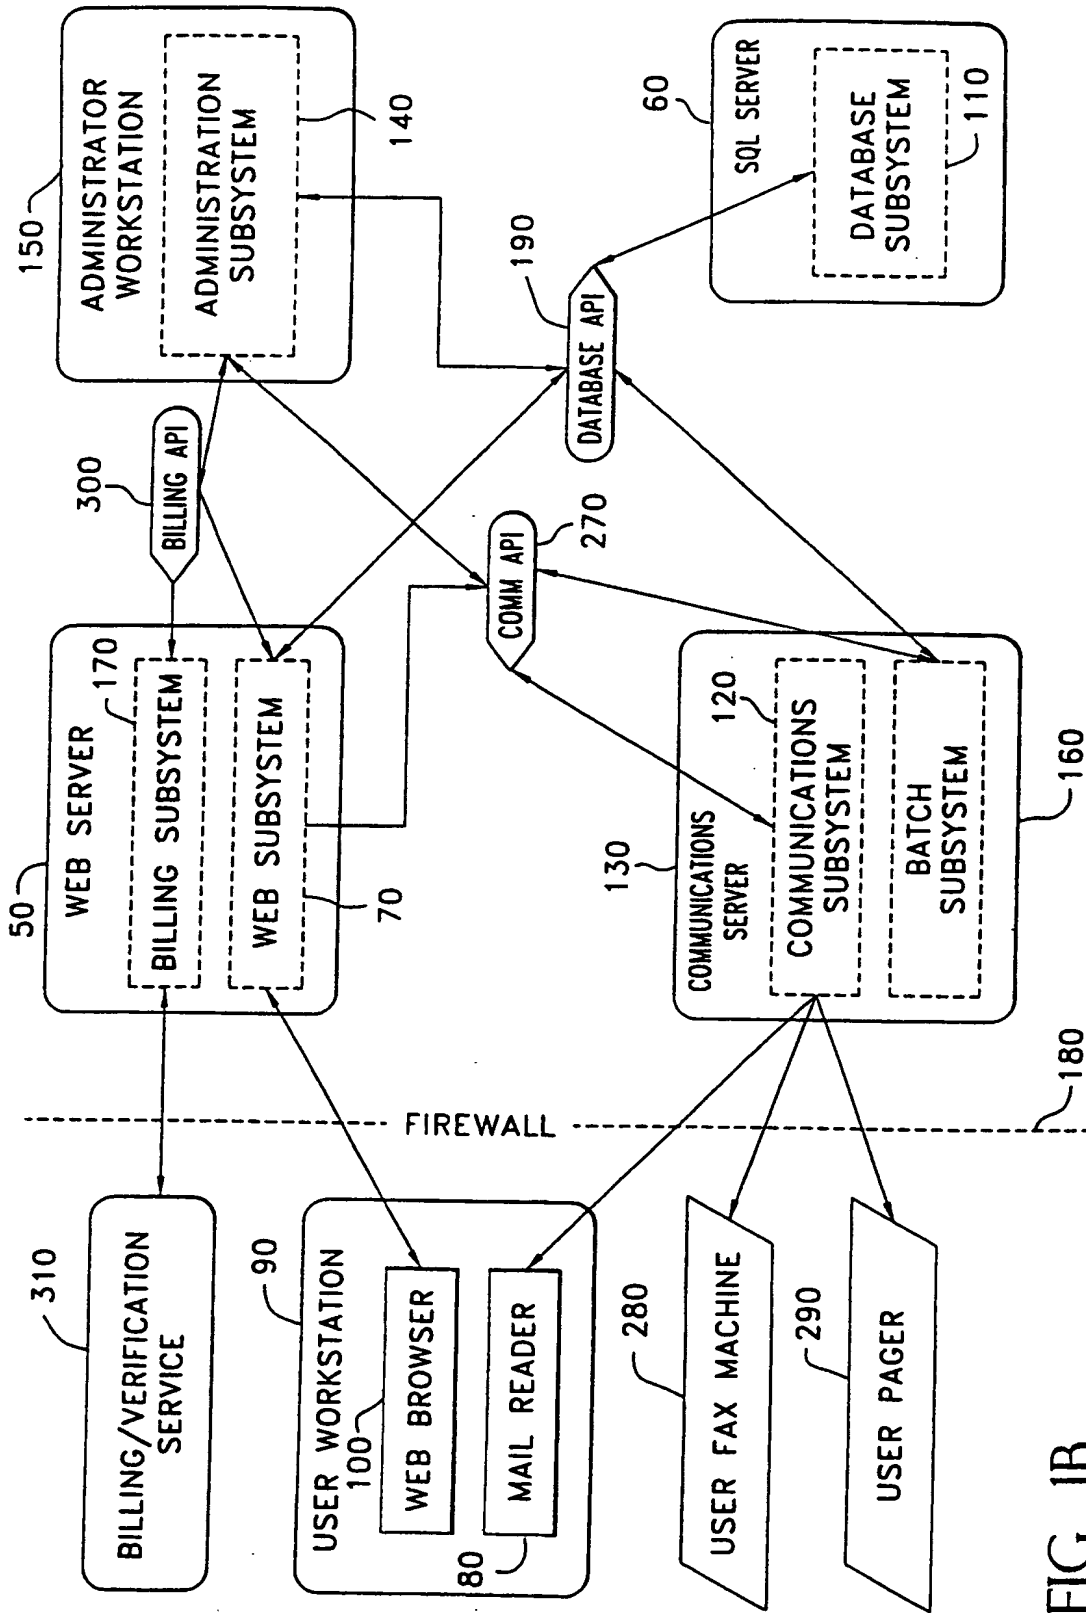 310
BILLING/VERIFICATION
SERVICE
90
USER WORKSTATION
100
WEB BROWSER
MAIL READER
80
280
USER FAX MACHINE
290
USER PAGER
FIREWALL
180
50
WEB SERVER
170
BILLING SUBSYSTEM
WEB SUBSYSTEM
70
130
COMMUNICATIONS
SERVER
120
COMMUNICATIONS
SUBSYSTEM
BATCH
SUBSYSTEM
160
300
BILLING API
COMM API
270
190
DATABASE API
150
ADMINISTRATOR
WORKSTATION
ADMINISTRATION
SUBSYSTEM
140
60
SQL SERVER
DATABASE
SUBSYSTEM
110
FIG. 1B